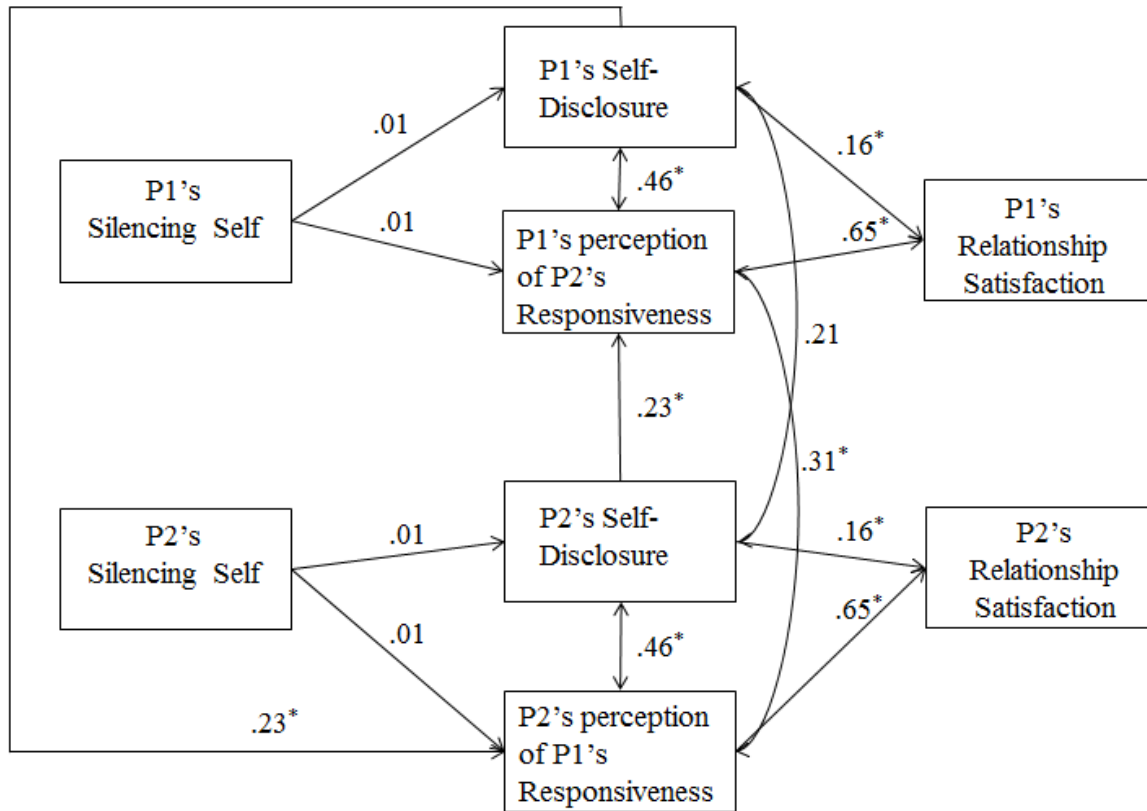 P1's Self-
Disclosure
.01
.16*
P1's
Silencing Self
.46*
P1's
Relationship
Satisfaction
.01
P1's perception
of P2's
Responsiveness
.65*
.21
.23*
.31*
P2's
Silencing Self
.01
P2's Self-
Disclosure
.16*
P2's
Relationship
Satisfaction
.01
.46*
.65*
.23*
P2's perception
of P1's
Responsiveness